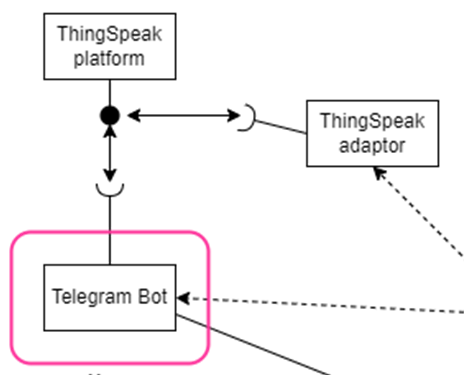 ThingSpeak
platform
ThingSpeak
adaptor
Telegram Bot